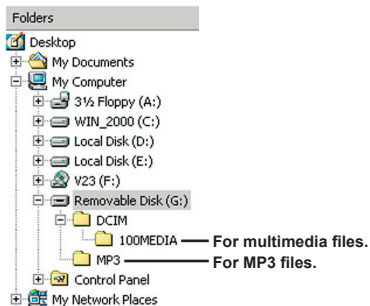 Folders
Desktop
My Documents
My Computer
3½ Floppy (A:)
WIN_2000 (C:)
Local Disk (D:)
Local Disk (E:)
V23 (F:)
Removable Disk (G:)
DCIM
100MEDIA For multimedia files.
MP3 For MP3 files.
Control Panel
My Network Places